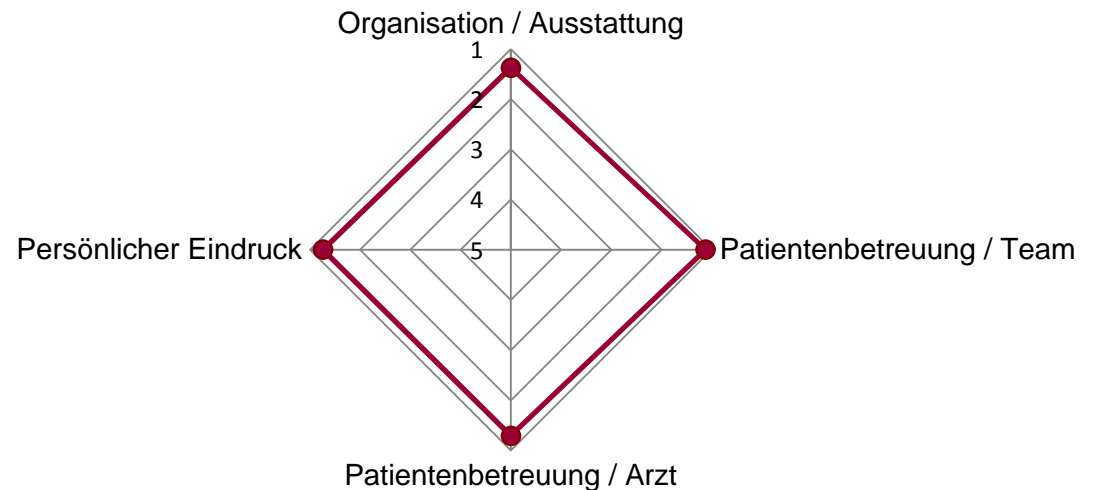 Organisation / Ausstattung
1
2
3
4
Persönlicher Eindruck
5
Patientenbetreuung / Team
Patientenbetreuung / Arzt